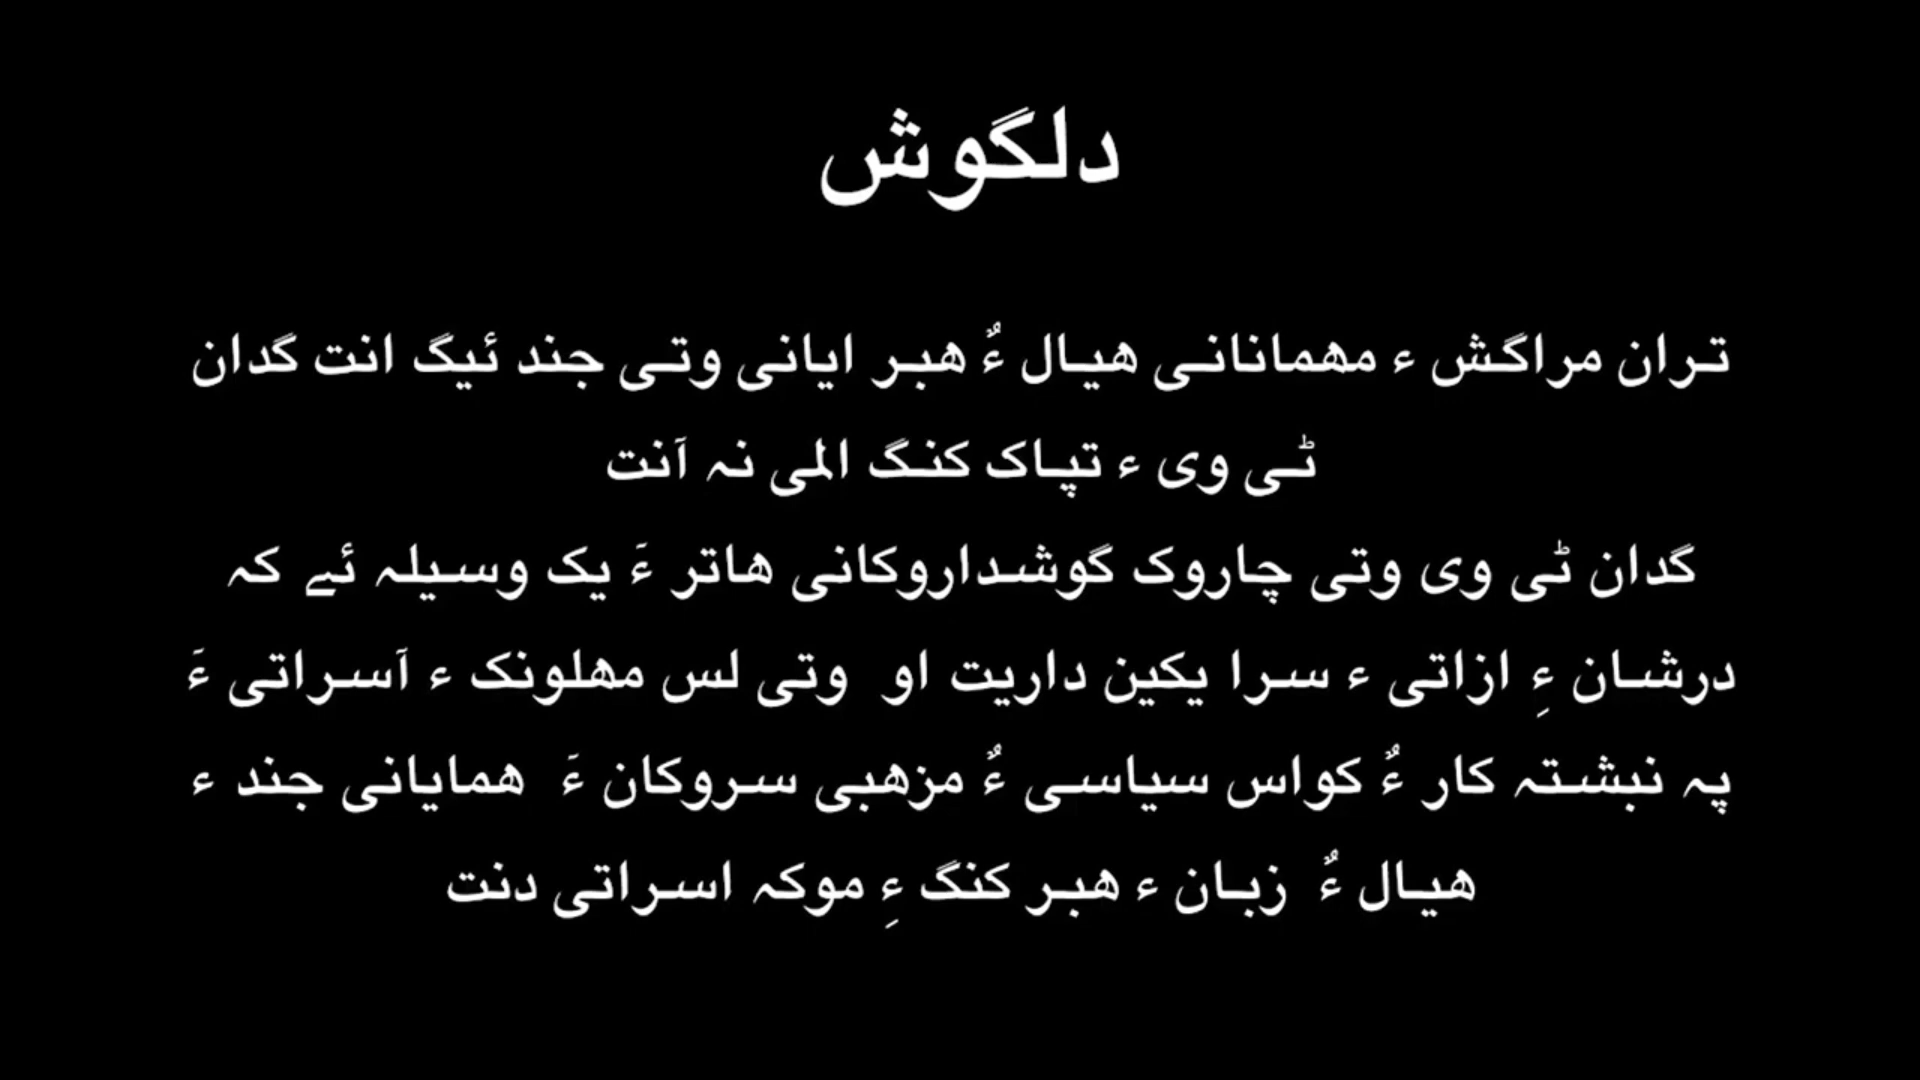 دلگوش
تران مراگش ء مهمانانی هیال ءُ هبر ایانی وتی جند ئیگ انت گدان
ٹی وی ء تپاک کنگ المی نہ آنت
گدان ٹی وی وتی چاروک گوشداروکانی هاتر ءَ یک وسیلہ ئے کہ
درشان ءِ ازاتی ء سرا یکین داریت او وتی لس مهلونک ء آسراتی ءَ
پہ نبشتہ کار ءُ کواس سیاسی ءُ مزهبی سروکان ءَ همایانی جند ء
هیال ءُ زبان ء هبر کنگ ءِ موکہ اسراتی دنت